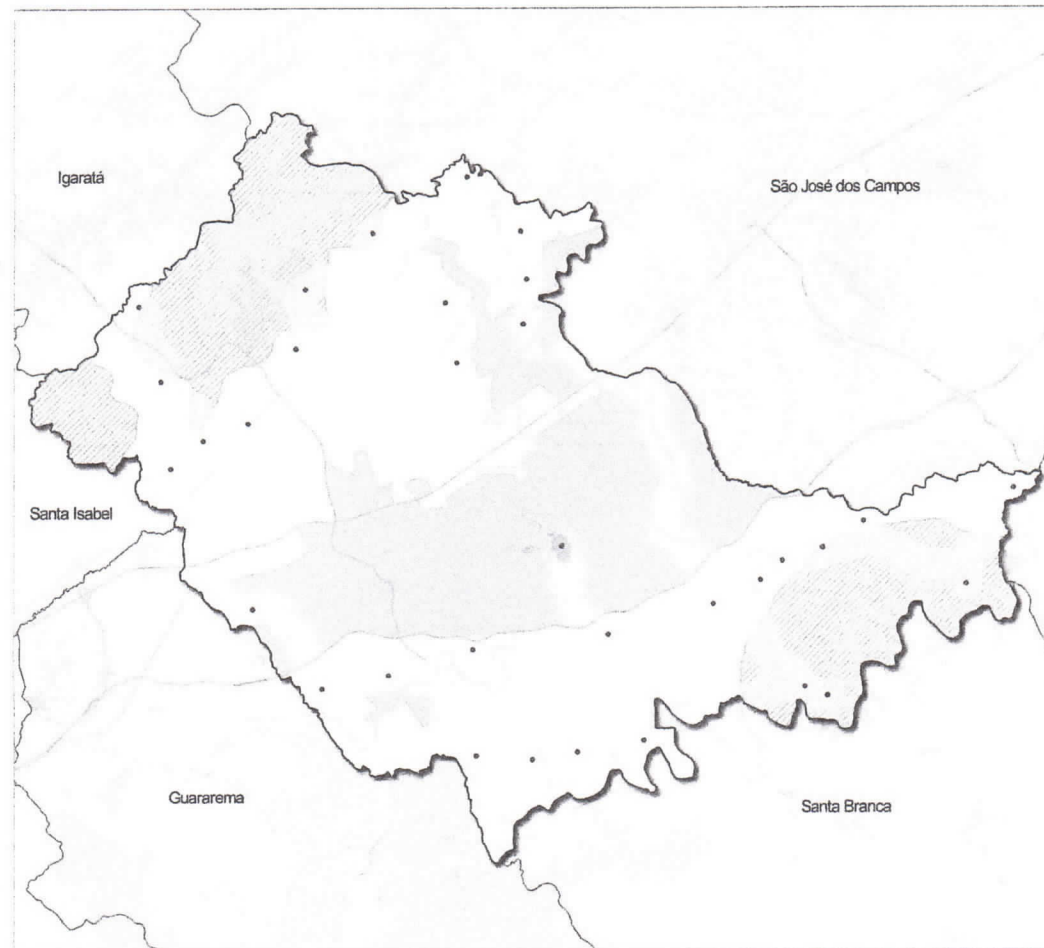 Igaratá
São José dos Campos
Santa Isabel
Guararema
Santa Branca